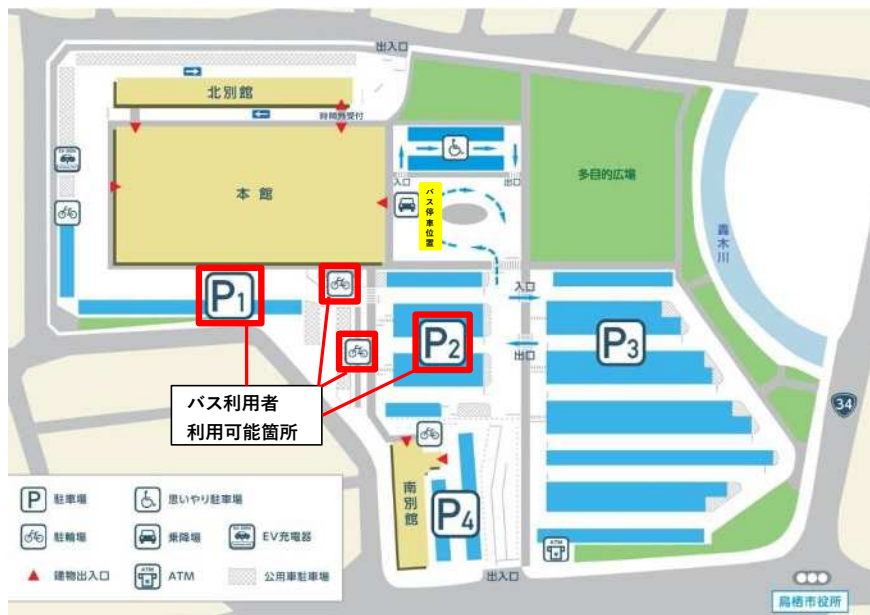 出入口
北別館
時間外受付
本館
入口
出口
バス停車位置
多目的広場
轟木川
P1
入口
P2
出口
P3
バス利用者
利用可能箇所
34
南別館
P4
P 駐車場
思いやり駐車場
駐輪場
乗降場
EV充電器
建物出入口
ATM
ATM
公用車駐車場
ATM
出入口
鳥栖市役所